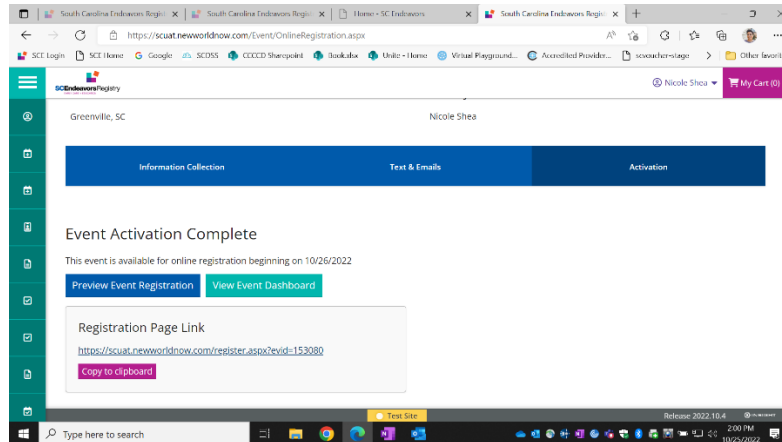 South Carolina Endeavors Regist
South Carolina Endeavors Regist
Home - SC Endeavors
South Carolina Endeavors Regist
https://scuat.newworldnow.com/Event/OnlineRegistration.aspx
SCE Login
SCE Home
Google
SCDSS
CCCCD Sharepoint
Book.xlsx
Unite - Home
Virtual Playground...
Accredited Provider...
scvoucher-stage
Other favorit
SCEndeavors Registry
Nicole Shea
My Cart (0)
Greenville, SC
Nicole Shea
Information Collection
Text & Emails
Activation
Event Activation Complete
This event is available for online registration beginning on 10/26/2022
Preview Event Registration
View Event Dashboard
Registration Page Link
https://scuat.newworldnow.com/register.aspx?evid=153080
Copy to clipboard
Test Site
Release 2022.10.4
Type here to search
2:00 PM
10/25/2022